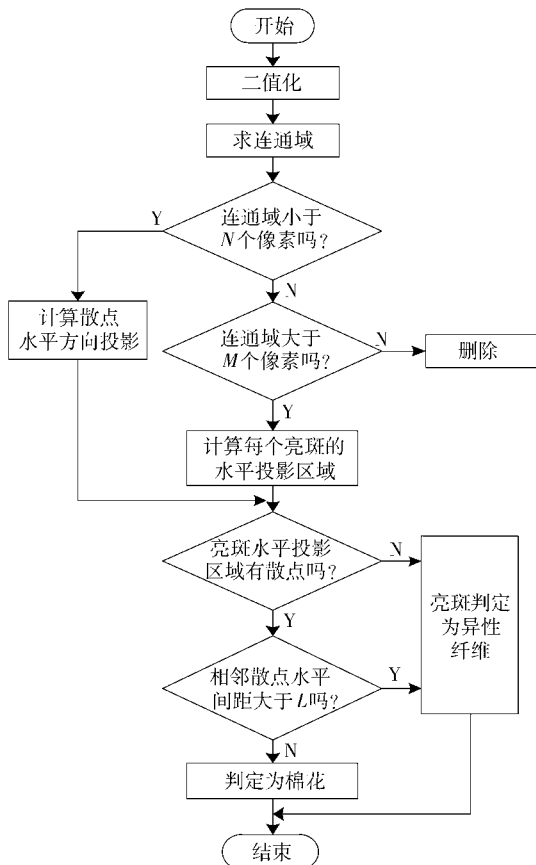 开始
二值化
求连通域
连通域小于
N个像素吗?
Y
N
计算散点
水平方向投影
连通域大于
M个像素吗?
N
删除
Y
计算每个亮斑的
水平投影区域
亮斑水平投影
区域有散点吗?
N
亮斑判定
为异性
纤维
Y
相邻散点水平
间距大于L吗?
Y
N
判定为棉花
结束